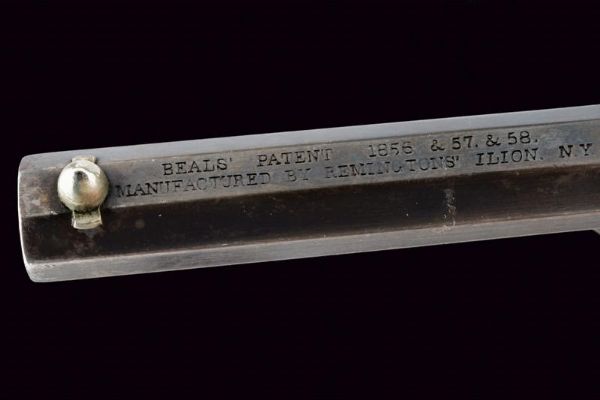 BEALS' PATENT 1856 & 57. & 58.
MANUFACTURED BY REMINGTONS' ILION. N.Y